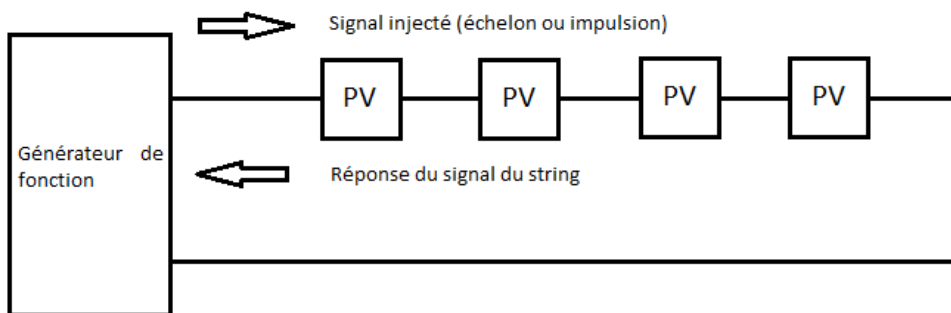 Signal injecté (échelon ou impulsion)
PV PV PV PV
Générateur de
fonction
Réponse du signal du string